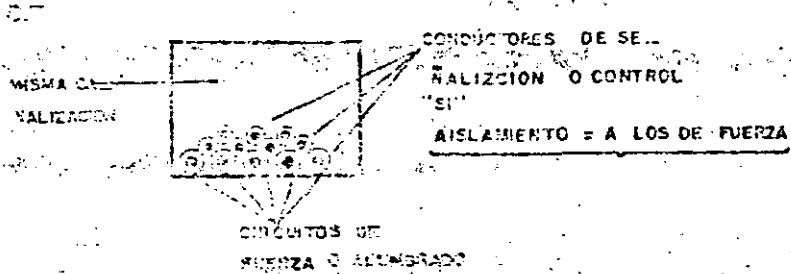 CONDUCTORES DE SE-
ÑALIZCION O CONTROL
"SI"
AISLAMIENTO = A LOS DE FUERZA
MISMA CA-
NALIZACION
CIRCUITOS DE
FUERZA O ALUMBRADO